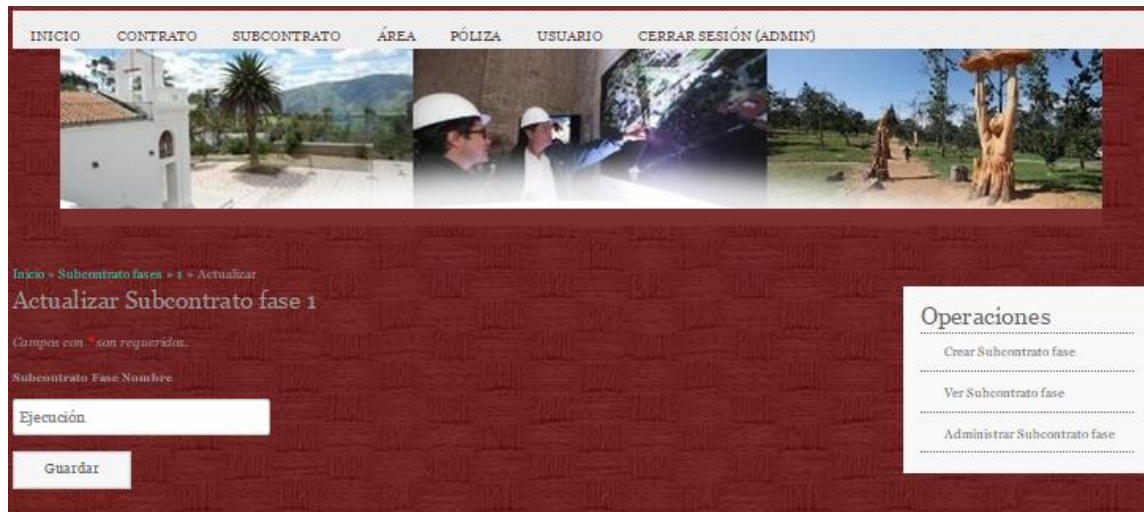 INICIO CONTRATO SUBCONTRATO ÁREA PÓLIZA USUARIO CERRAR SESIÓN (ADMIN)
Inicio » Subcontrato fases » 1 » Actualizar
Actualizar Subcontrato fase 1
Campos con * son requeridos.
Subcontrato Fase Nombre
Ejecución
Guardar
Operaciones
Crear Subcontrato fase
Ver Subcontrato fase
Administrar Subcontrato fase